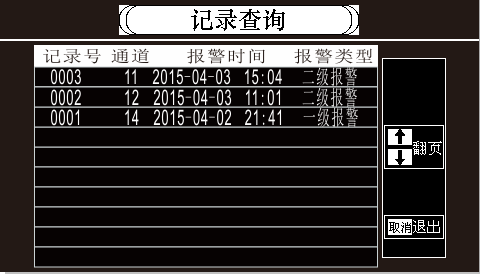 记录查询
记录号 通道 报警时间 报警类型
0003 11 2015-04-03 15:04 二级报警
0002 12 2015-04-03 11:01 二级报警
0001 14 2015-04-02 21:41 一级报警
↑
↓ 翻页
取消 退出